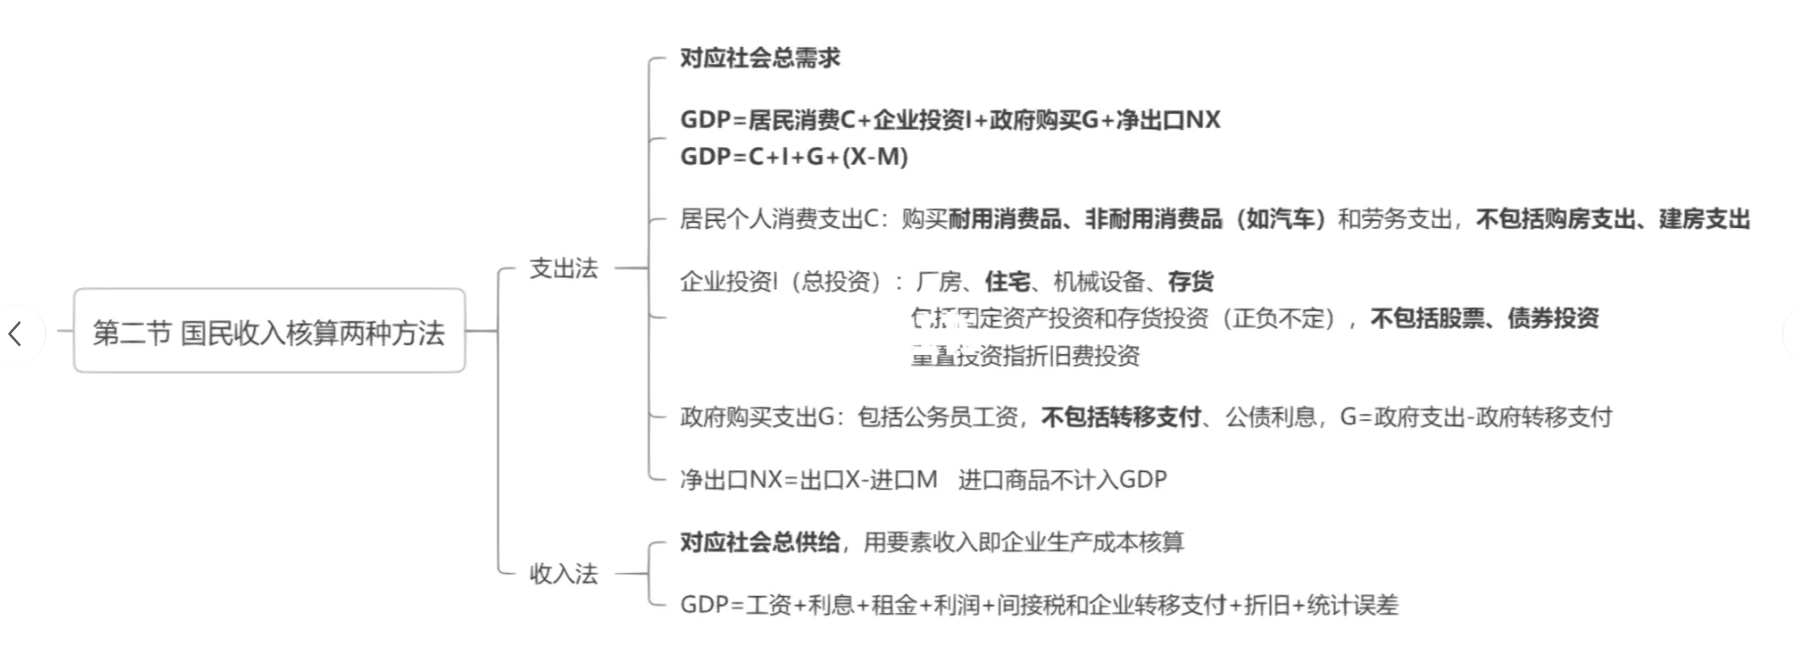 第二节 国民收入核算两种方法
支出法
对应社会总需求
GDP=居民消费C+企业投资I+政府购买G+净出口NX
GDP=C+I+G+(X-M)
居民个人消费支出C：购买耐用消费品、非耐用消费品（如汽车）和劳务支出，不包括购房支出、建房支出
企业投资I（总投资）：厂房、住宅、机械设备、存货
包括固定资产投资和存货投资（正负不定），不包括股票、债券投资
重置投资指折旧费投资
政府购买支出G：包括公务员工资，不包括转移支付、公债利息，G=政府支出-政府转移支付
净出口NX=出口X-进口M 进口商品不计入GDP
收入法
对应社会总供给，用要素收入即企业生产成本核算
GDP=工资+利息+租金+利润+间接税和企业转移支付+折旧+统计误差